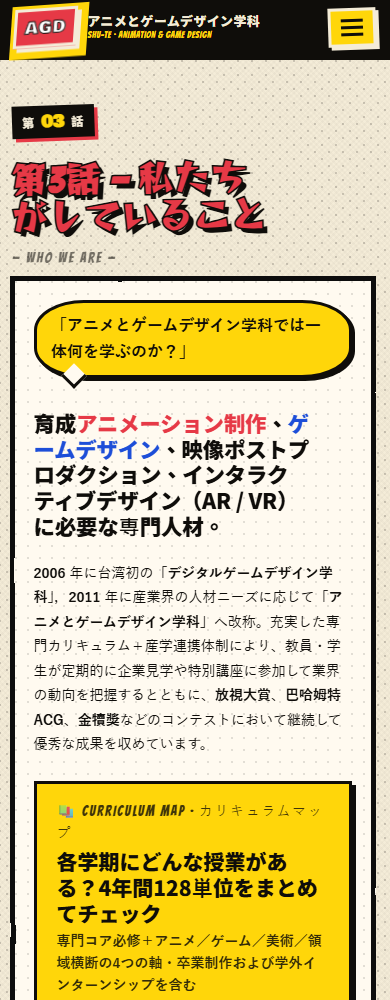 AGD
アニメとゲームデザイン学科
SHU-TE · ANIMATION & GAME DESIGN
第 03 話
第3話 – 私たち
がしていること
— WHO WE ARE —
「アニメとゲームデザイン学科では一
体何を学ぶのか？」
育成アニメーション制作、ゲ
ームデザイン、映像ポストプ
ロダクション、インタラク
ティブデザイン（AR / VR）
に必要な専門人材。
2006 年に台湾初の「デジタルゲームデザイン学
科」，2011 年に産業界の人材ニーズに応じて「ア
ニメとゲームデザイン学科」へ改称。充実した専
門カリキュラム＋産学連携体制により、教員・学
生が定期的に企業見学や特別講座に参加して業界
の動向を把握するとともに、放視大賞、巴哈姆特
ACG、金犢獎などのコンテストにおいて継続して
優秀な成果を収めています。
CURRICULUM MAP・カリキュラムマッ
プ
各学期にどんな授業があ
る？4年間128単位をまとめ
てチェック
専門コア必修＋アニメ／ゲーム／美術／領
域横断の4つの軸・卒業制作および学外イ
ンターンシップを含む